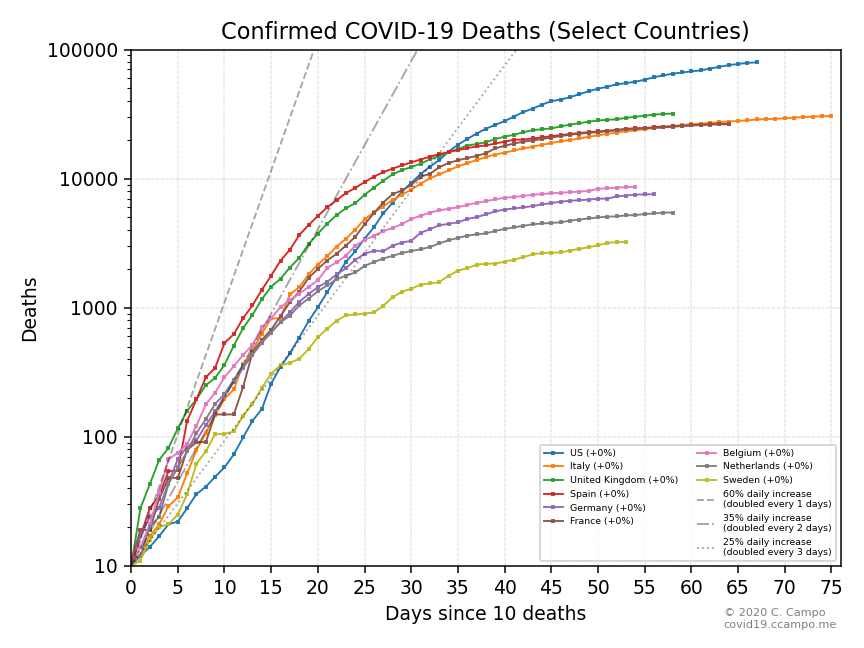 Confirmed COVID-19 Deaths (Select Countries)
100000
10000
1000
100
10
Deaths
0 5 10 15 20 25 30 35 40 45 50 55 60 65 70 75
Days since 10 deaths
US (+0%)
Italy (+0%)
United Kingdom (+0%)
Spain (+0%)
Germany (+0%)
France (+0%)
Belgium (+0%)
Netherlands (+0%)
Sweden (+0%)
60% daily increase
(doubled every 1 days)
35% daily increase
(doubled every 2 days)
25% daily increase
(doubled every 3 days)
© 2020 C. Campo
covid19.ccampo.me